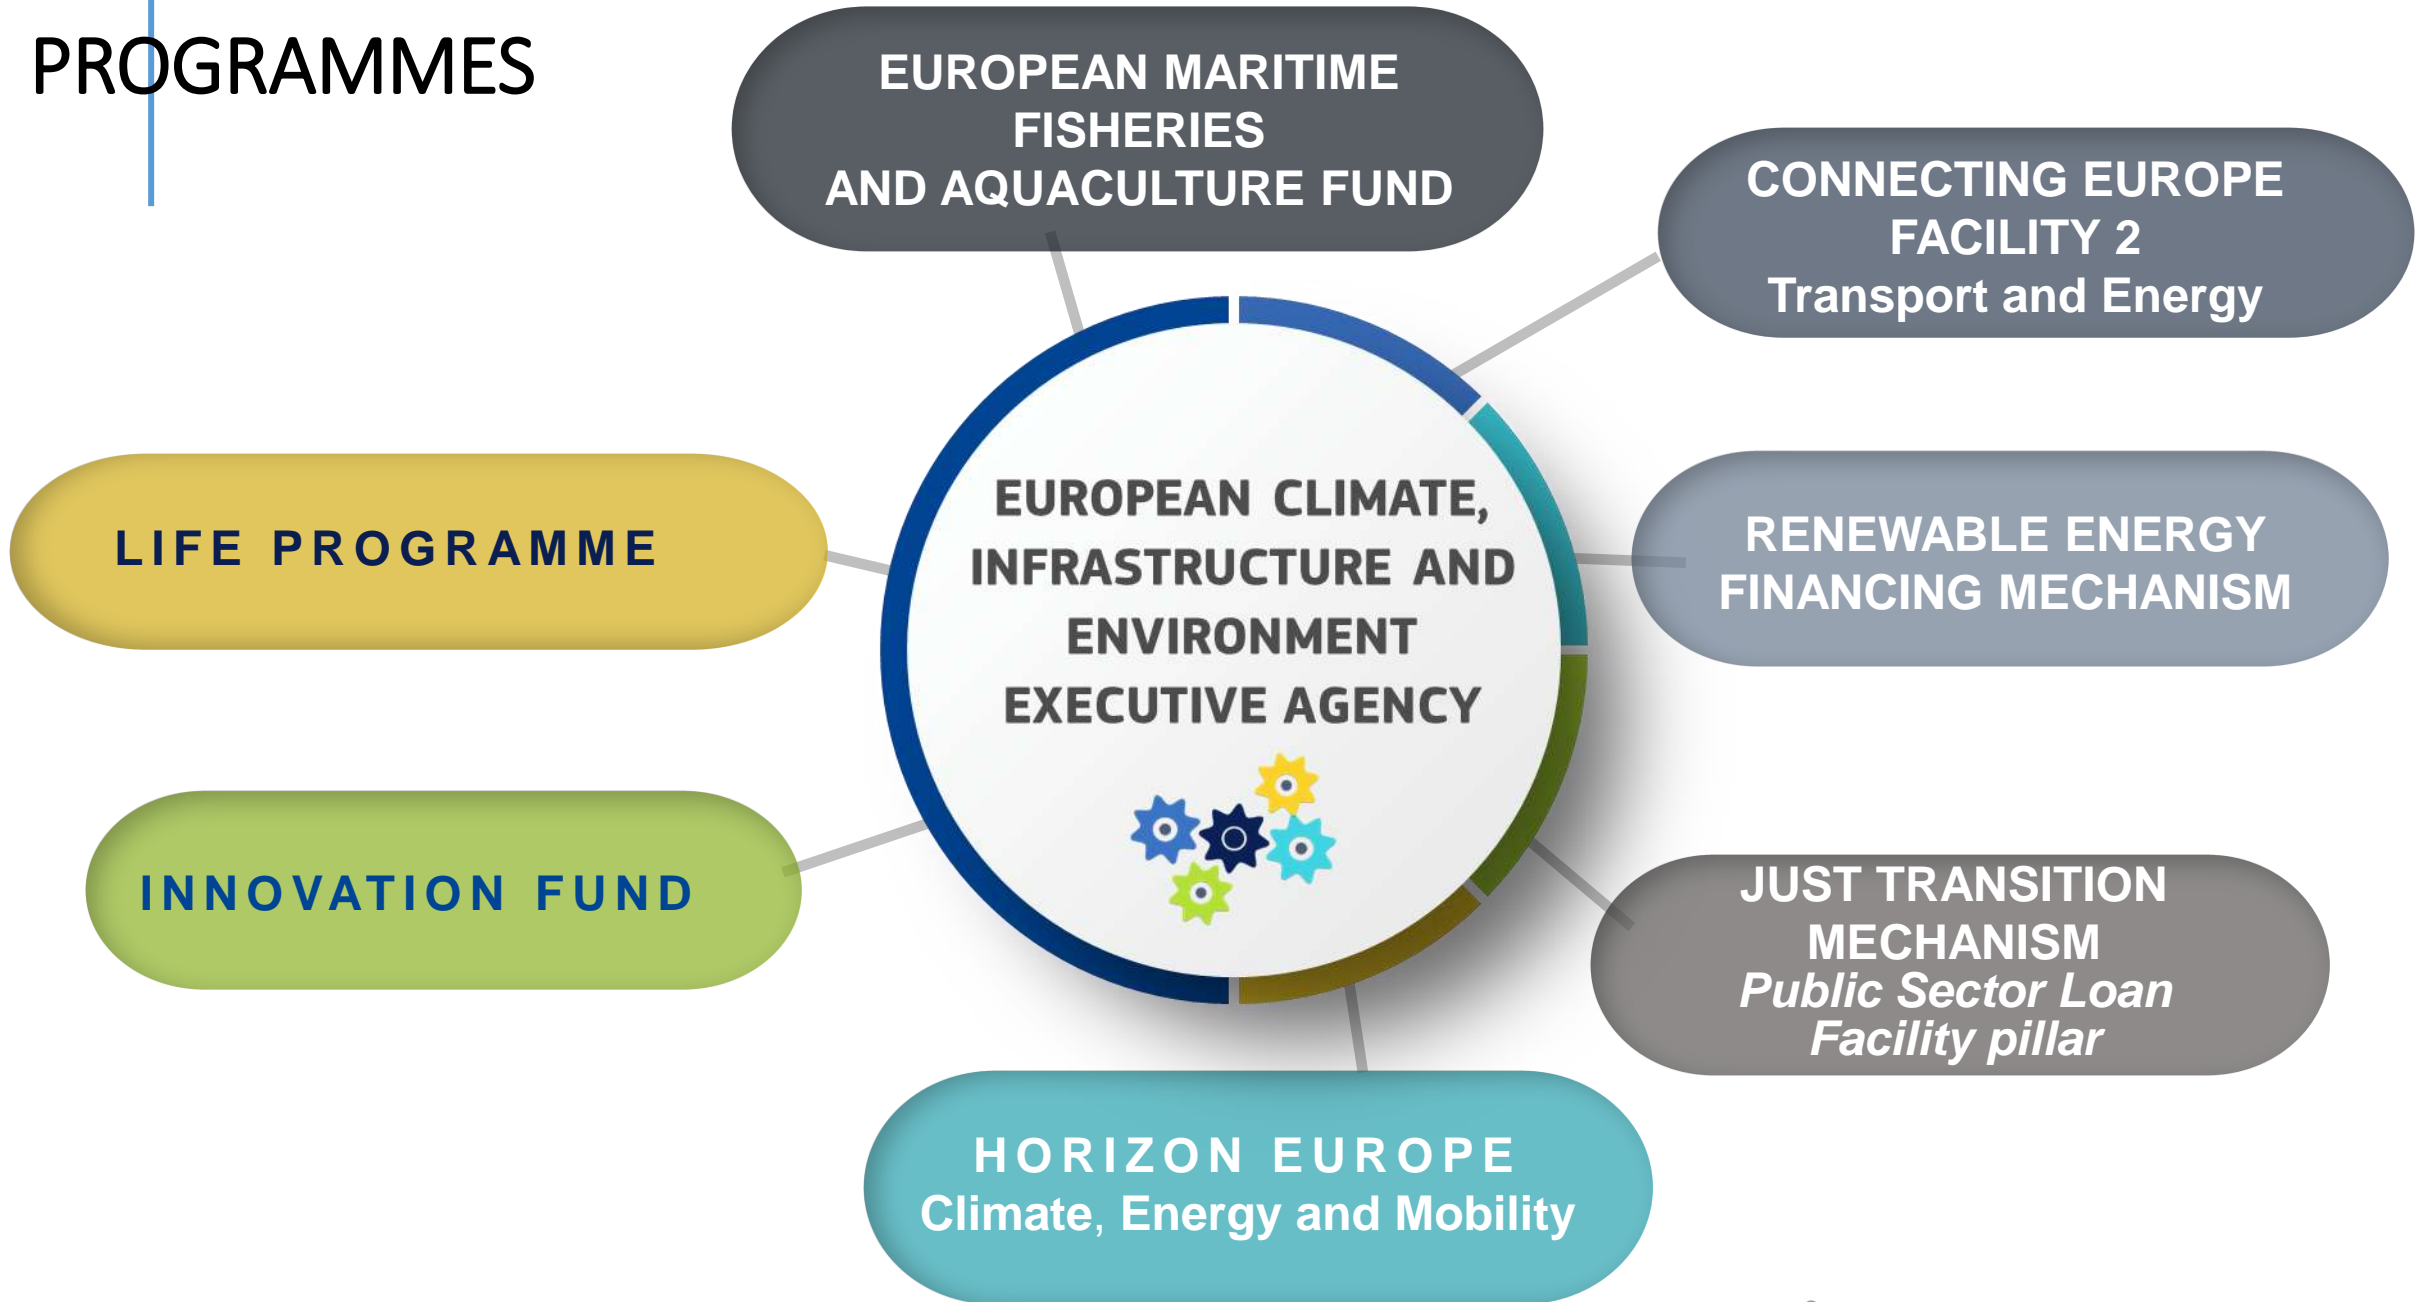 PROGRAMMES
EUROPEAN MARITIME
FISHERIES
AND AQUACULTURE FUND
CONNECTING EUROPE
FACILITY 2
Transport and Energy
LIFE PROGRAMME
EUROPEAN CLIMATE,
INFRASTRUCTURE AND
ENVIRONMENT
EXECUTIVE AGENCY
RENEWABLE ENERGY
FINANCING MECHANISM
INNOVATION FUND
JUST TRANSITION
MECHANISM
Public Sector Loan
Facility pillar
HORIZON EUROPE
Climate, Energy and Mobility